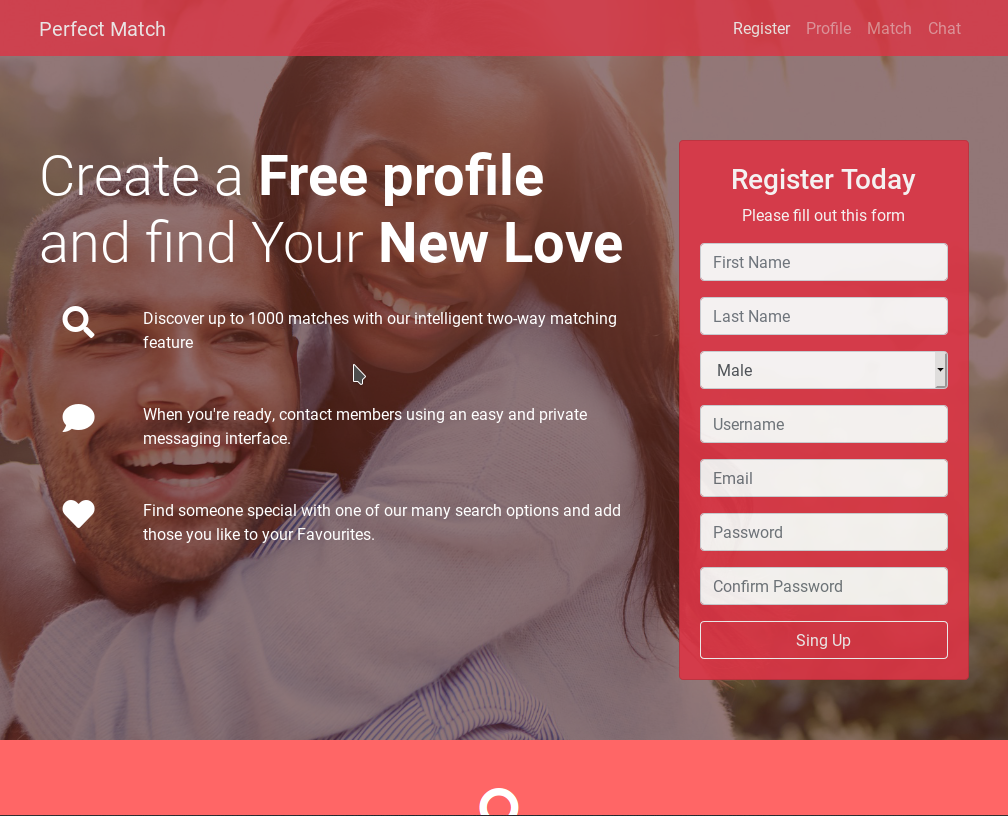 Perfect Match
Register Profile Match Chat
Create a Free profile
and find Your New Love
Discover up to 1000 matches with our intelligent two-way matching
feature
When you're ready, contact members using an easy and private
messaging interface.
Find someone special with one of our many search options and add
those you like to your Favourites.
Register Today
Please fill out this form
First Name
Last Name
Male
Username
Email
Password
Confirm Password
Sing Up